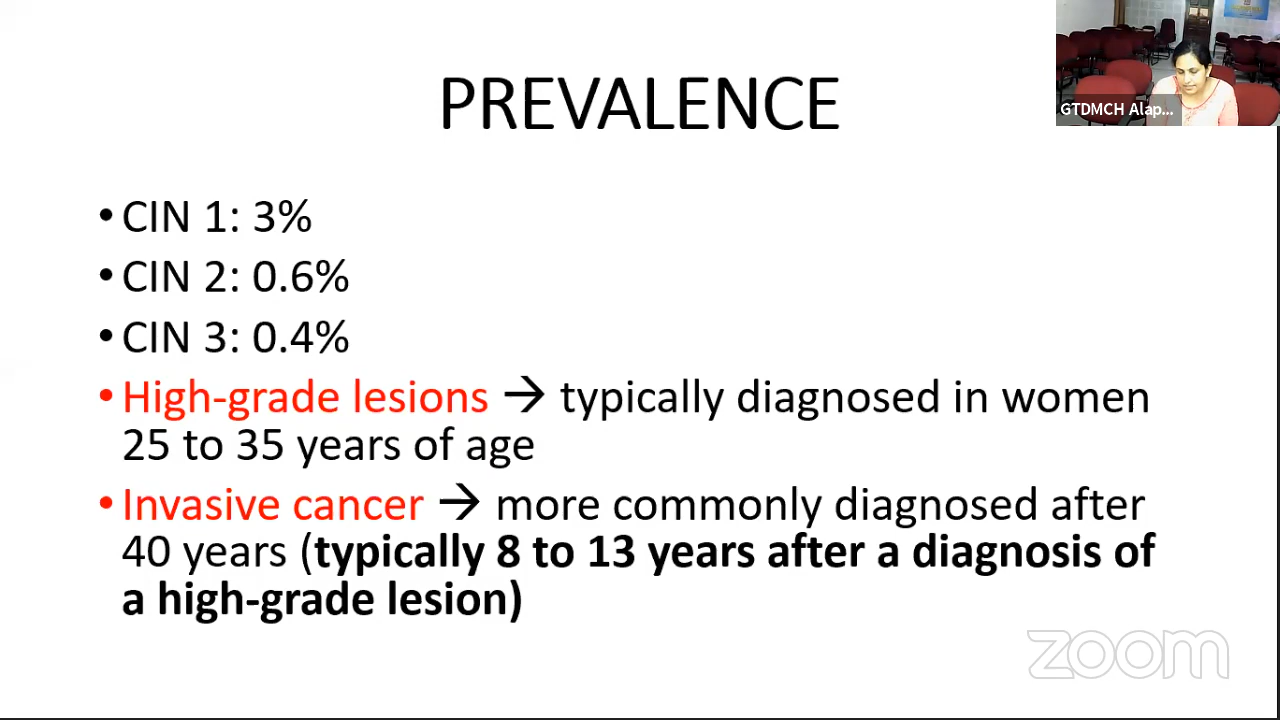 PREVALENCE
GTDMCH Alap...
• CIN 1: 3%
• CIN 2: 0.6%
• CIN 3: 0.4%
• High-grade lesions → typically diagnosed in women
25 to 35 years of age
• Invasive cancer → more commonly diagnosed after
40 years (typically 8 to 13 years after a diagnosis of
a high-grade lesion)
zoom